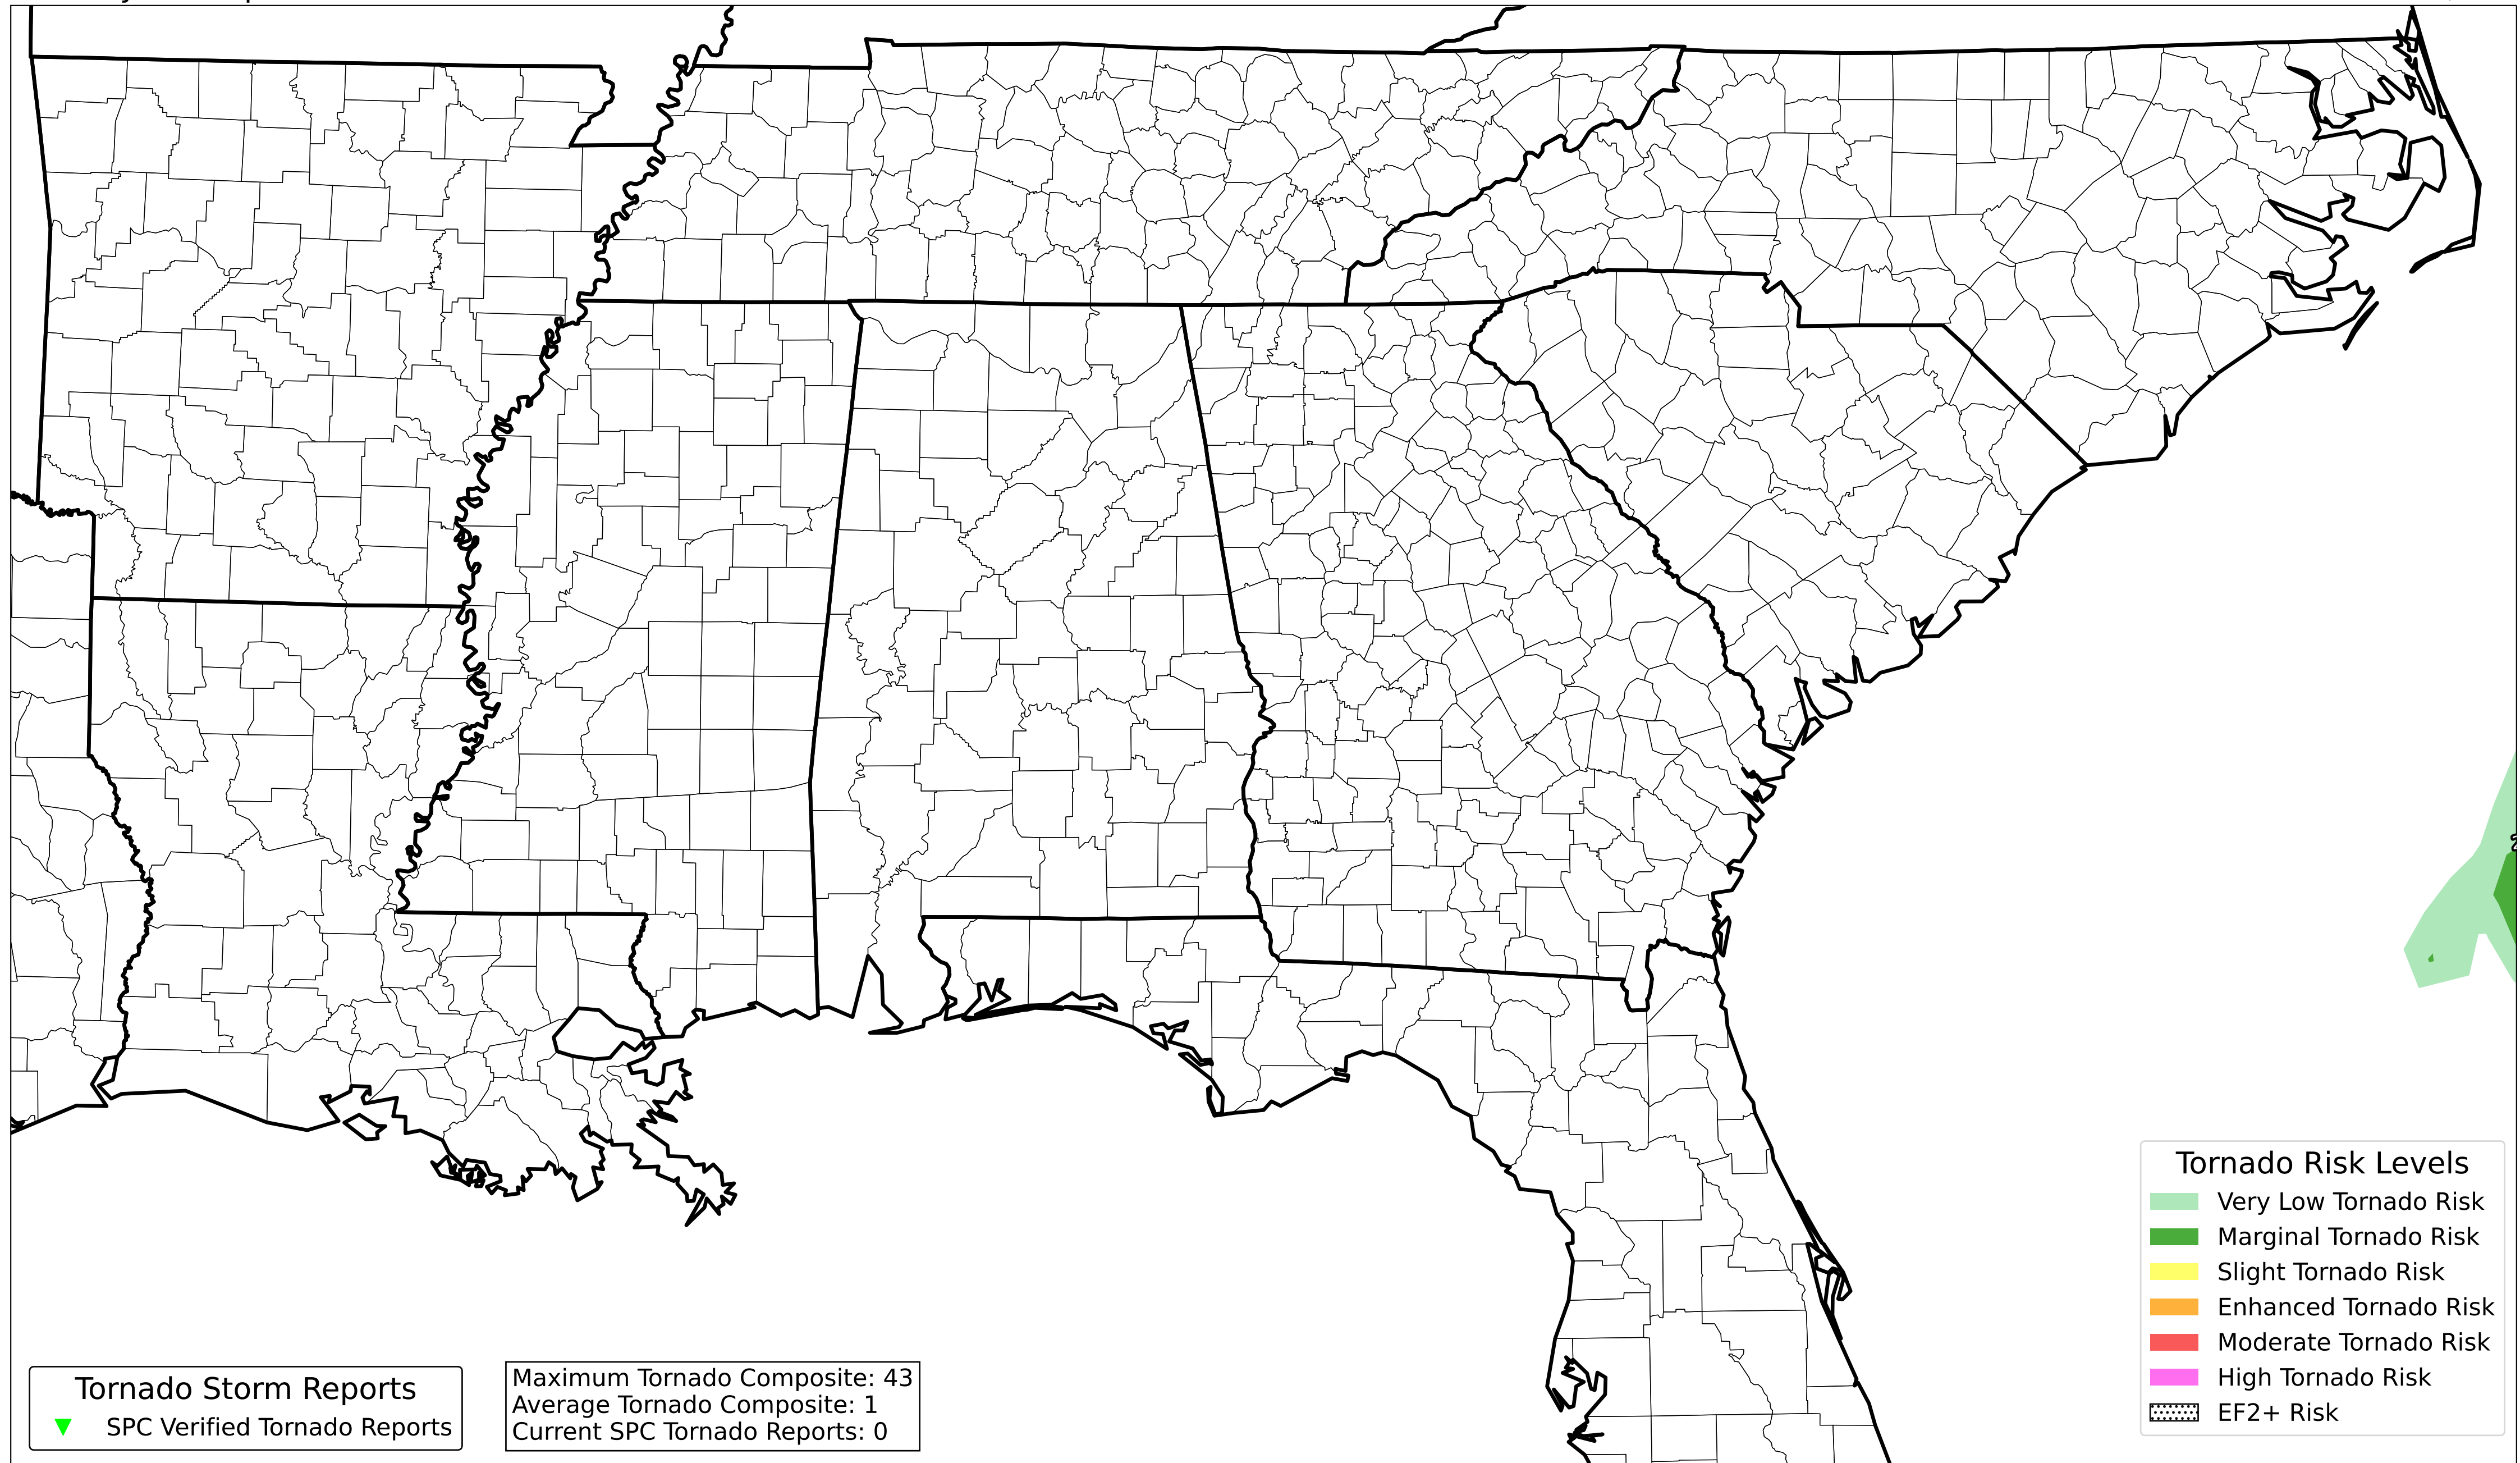 Tornado Risk Levels
Very Low Tornado Risk
Marginal Tornado Risk
Slight Tornado Risk
Enhanced Tornado Risk
Moderate Tornado Risk
High Tornado Risk
EF2+ Risk
Tornado Storm Reports
SPC Verified Tornado Reports
Maximum Tornado Composite: 43
Average Tornado Composite: 1
Current SPC Tornado Reports: 0